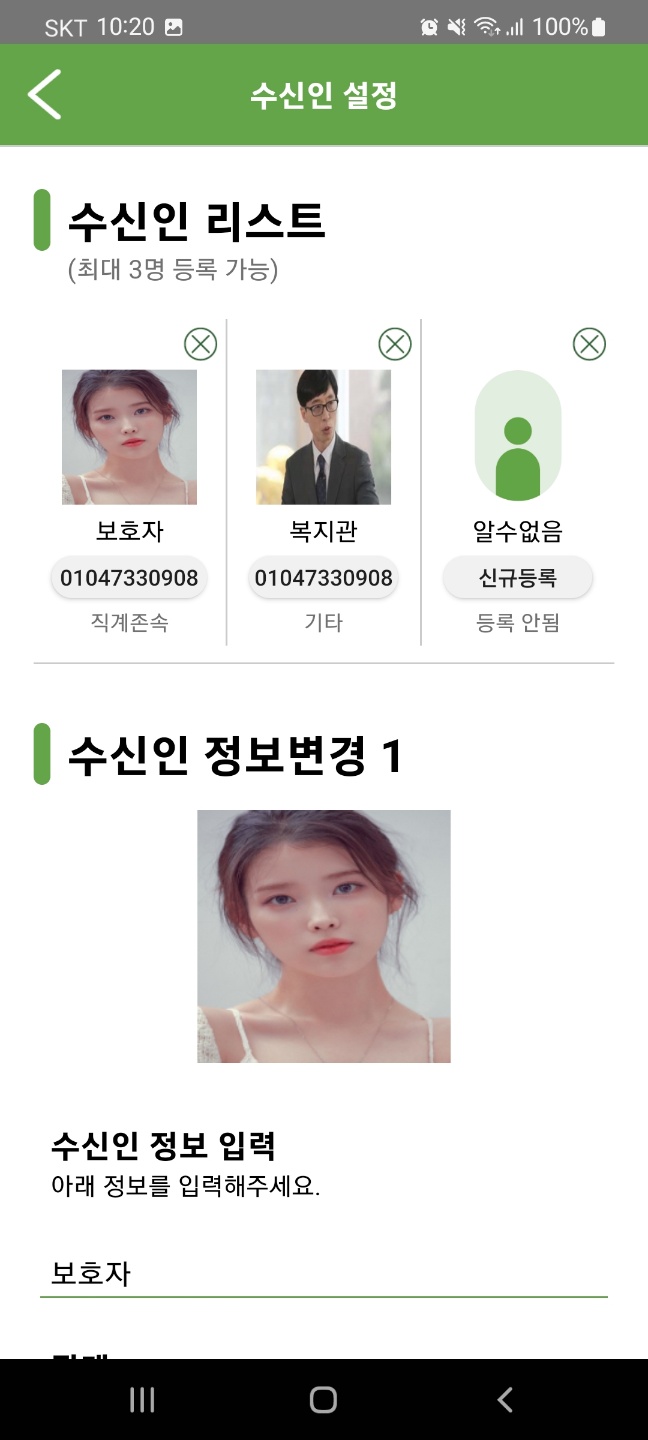 SKT 10:20 100%
수신인 설정
수신인 리스트
(최대 3명 등록 가능)
보호자 복지관 알수없음
01047330908 01047330908 신규등록
직계존속 기타 등록 안됨
수신인 정보변경 1
수신인 정보 입력
아래 정보를 입력해주세요.
보호자